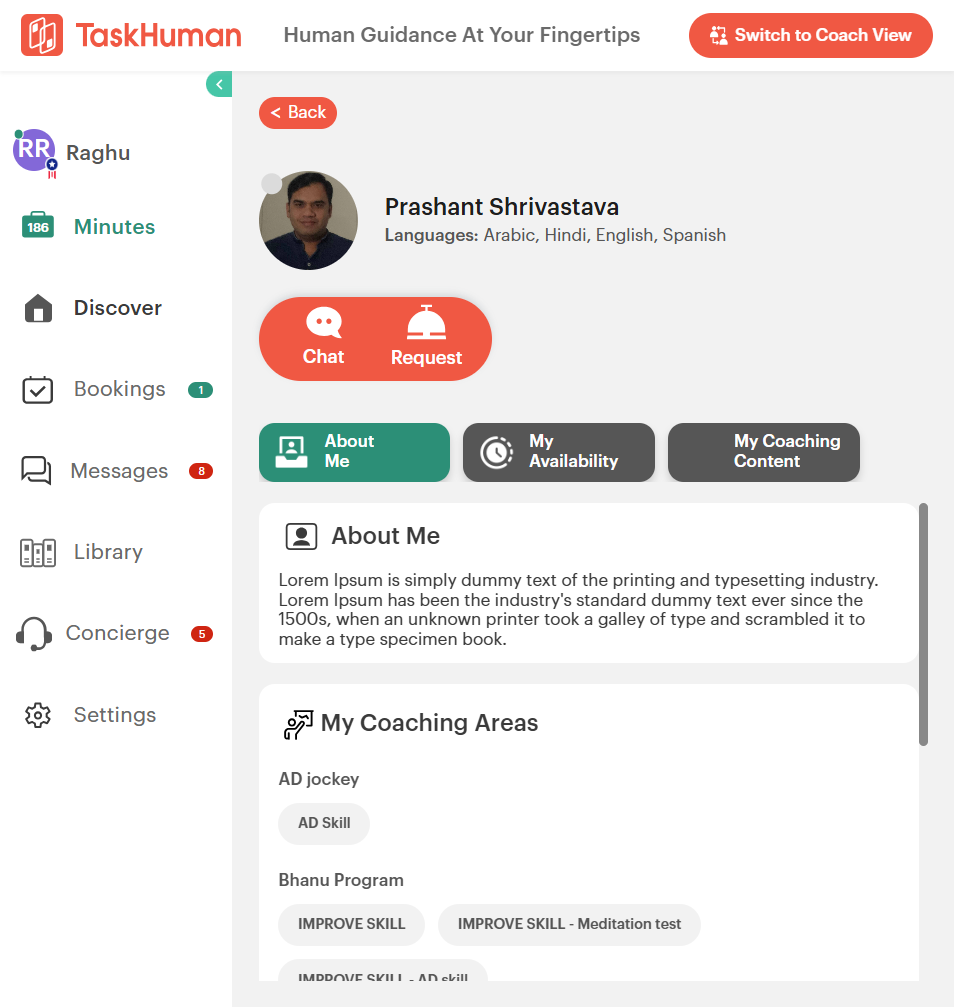 TaskHuman
Human Guidance At Your Fingertips
Switch to Coach View
<
< Back
RR
Raghu
186
Minutes
Discover
Bookings
1
Messages
8
Library
Concierge
5
Settings
Prashant Shrivastava
Languages: Arabic, Hindi, English, Spanish
Chat
Request
About
Me
My
Availability
My Coaching
Content
About Me
Lorem Ipsum is simply dummy text of the printing and typesetting industry.
Lorem Ipsum has been the industry's standard dummy text ever since the
1500s, when an unknown printer took a galley of type and scrambled it to
make a type specimen book.
My Coaching Areas
AD jockey
AD Skill
Bhanu Program
IMPROVE SKILL
IMPROVE SKILL - Meditation test
IMPROVE SKILL - AD skill